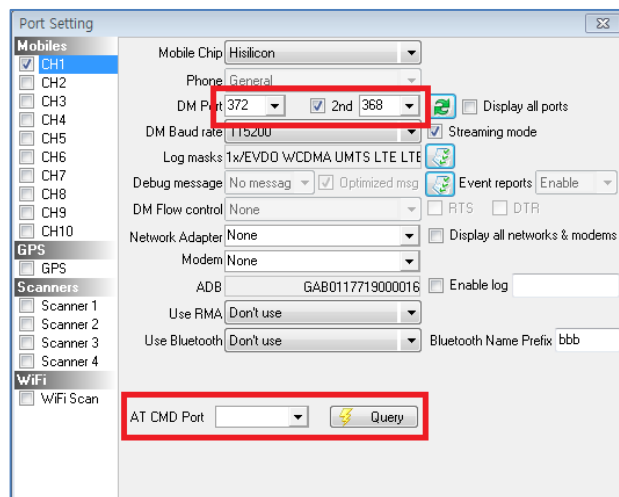 Port Setting
Mobiles
CH1
CH2
CH3
CH4
CH5
CH6
CH7
CH8
CH9
CH10
GPS
GPS
Scanners
Scanner 1
Scanner 2
Scanner 3
Scanner 4
WiFi
WiFi Scan
Mobile Chip Hisilicon
Phone General
DM Port 372 2nd 368 Display all ports
DM Baud rate 115200 Streaming mode
Log masks 1x/EVDO WCDMA UMTS LTE LTE
Debug message No messag Optimized msg Event reports Enable
DM Flow control None RTS DTR
Network Adapter None Display all networks & modems
Modem None
ADB GAB0117719000016 Enable log
Use RMA Don't use
Use Bluetooth Don't use Bluetooth Name Prefix bbb
AT CMD Port Query